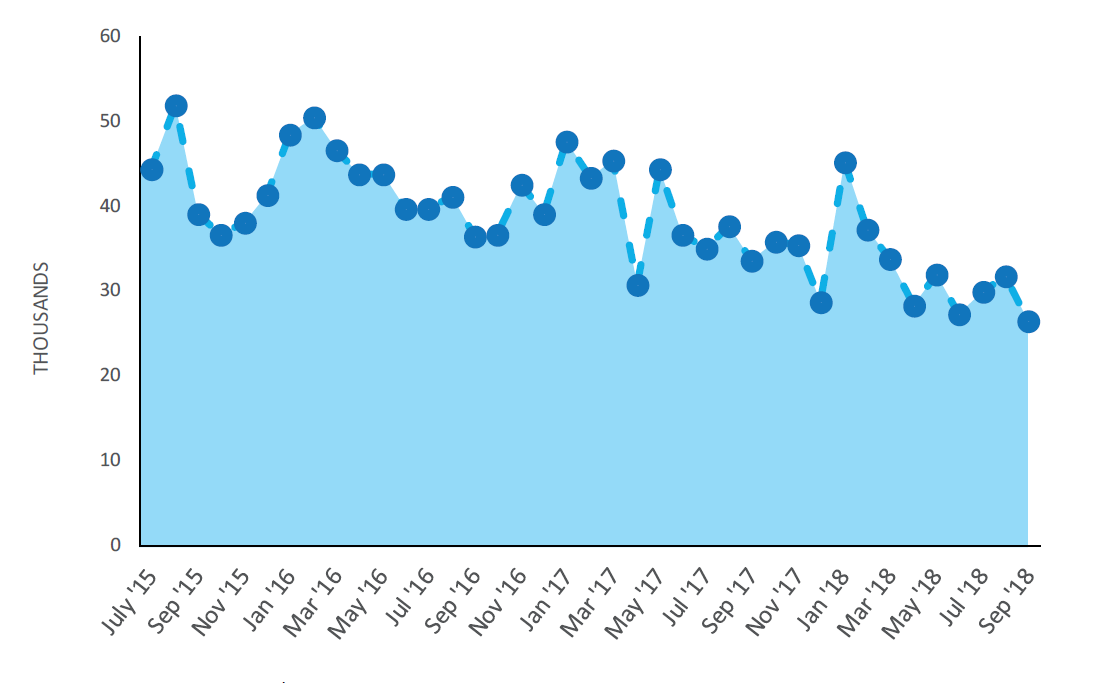 60
50
40
30
20
10
0
THOUSANDS
July '15
Sep '15
Nov '15
Jan '16
Mar '16
May '16
Jul '16
Sep '16
Nov '16
Jan '17
Mar '17
May '17
Jul '17
Sep '17
Nov '17
Jan '18
Mar '18
May '18
Jul '18
Sep '18